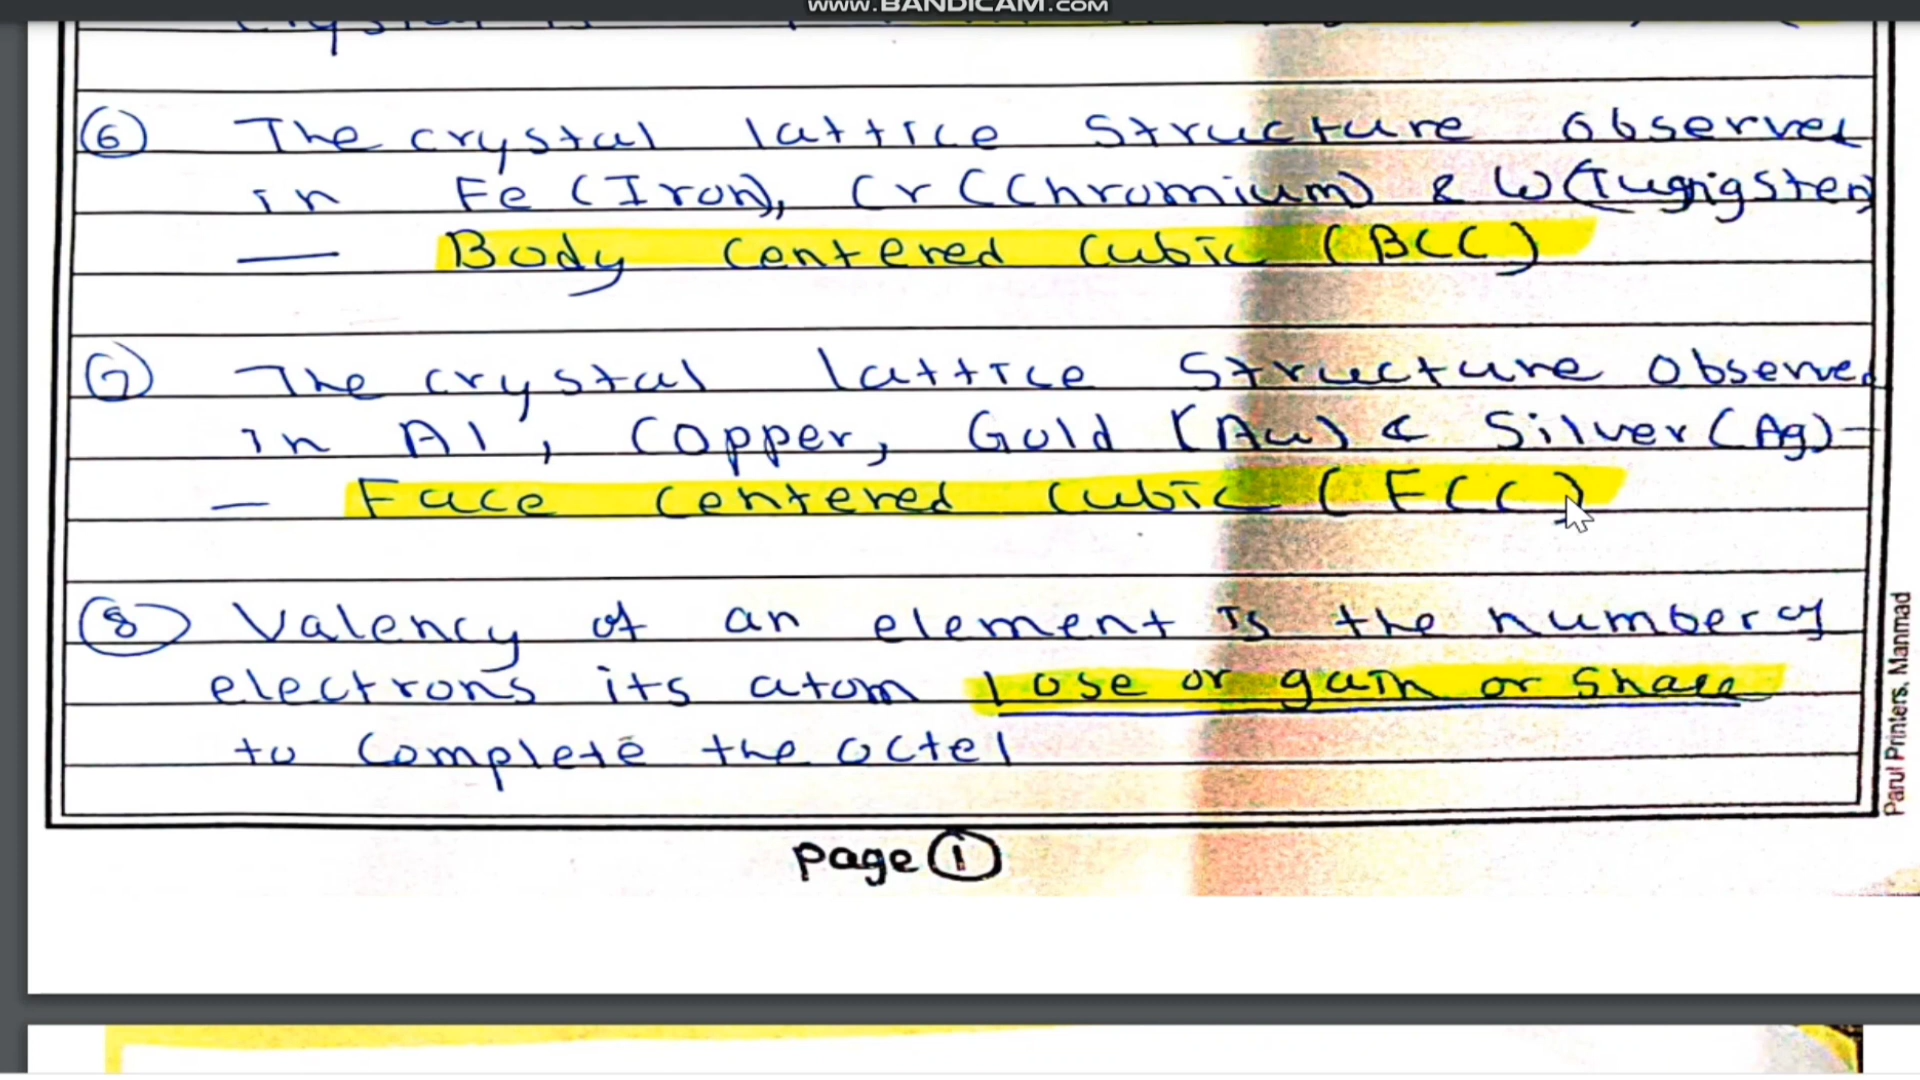 www.BANDICAM.com
⑥ The crystal lattice structure observed
in Fe (Iron), Cr (Chromium) & W(Tugnigsten)
— Body centered cubic (BCC)
⑦ The crystal lattice structure observed
in Al, Copper, Gold (Au) & Silver (Ag) -
— Face centered cubic (FCC)
⑧ Valency of an element is the number of
electrons its atom lose or gain or share
to complete the octel
Page ①
Parul Printers, Manmad